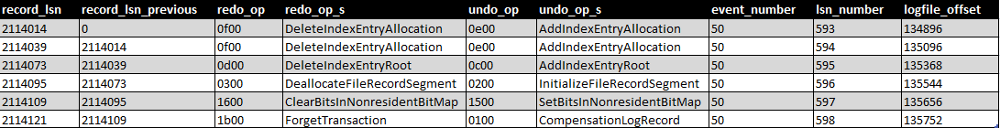 record_lsn record_lsn_previous redo_op redo_op_s undo_op undo_op_s event_number lsn_number logfile_offset
2114014 0 0f00 DeleteIndexEntryAllocation 0e00 AddIndexEntryAllocation 50 593 134896
2114039 2114014 0f00 DeleteIndexEntryAllocation 0e00 AddIndexEntryAllocation 50 594 135096
2114073 2114039 0d00 DeleteIndexEntryRoot 0c00 AddIndexEntryRoot 50 595 135368
2114095 2114073 0300 DeallocateFileRecordSegment 0200 InitializeFileRecordSegment 50 596 135544
2114109 2114095 1600 ClearBitsInNonresidentBitMap 1500 SetBitsInNonresidentBitMap 50 597 135656
2114121 2114109 1b00 ForgetTransaction 0100 CompensationLogRecord 50 598 135752